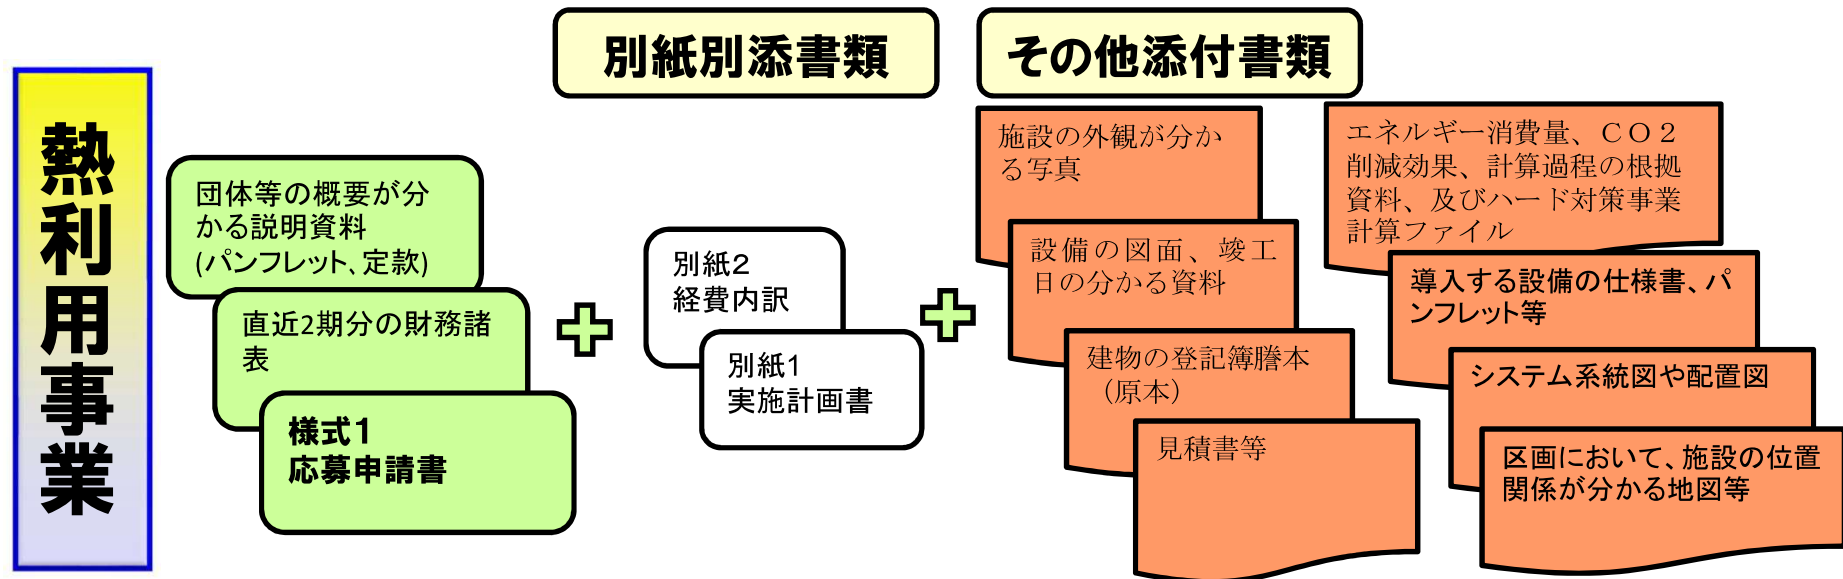 別紙別添書類
その他添付書類
熱利用事業
団体等の概要が分
かる説明資料
(パンフレット、定款)
直近2期分の財務諸
表
様式1
応募申請書
別紙2
経費内訳
別紙1
実施計画書
施設の外観が分か
る写真
設備の図面、竣工
日の分かる資料
建物の登記簿謄本
（原本）
見積書等
エネルギー消費量、ＣＯ２
削減効果、計算過程の根拠
資料、及びハード対策事業
計算ファイル
導入する設備の仕様書、パ
ンフレット等
システム系統図や配置図
区画において、施設の位置
関係が分かる地図等